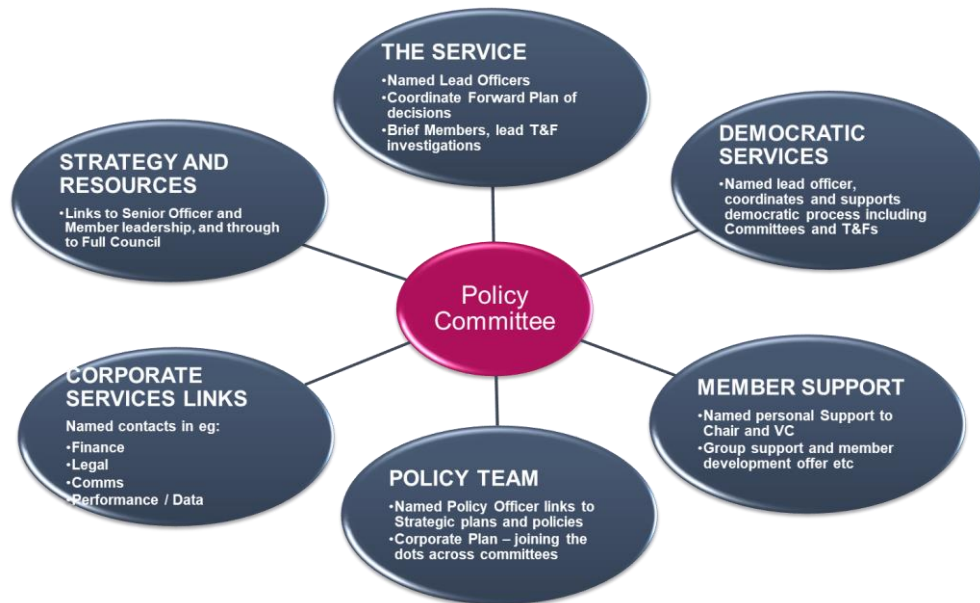 THE SERVICE
•Named Lead Officers
•Coordinate Forward Plan of
decisions
•Brief Members, lead T&F
investigations
DEMOCRATIC
SERVICES
•Named lead officer,
coordinates and supports
democratic process including
Committees and T&Fs
STRATEGY AND
RESOURCES
•Links to Senior Officer and
Member leadership, and through
to Full Council
Policy
Committee
CORPORATE
SERVICES LINKS
Named contacts in eg:
•Finance
•Legal
•Comms
•Performance / Data
MEMBER SUPPORT
•Named personal Support to
Chair and VC
•Group support and member
development offer etc
POLICY TEAM
•Named Policy Officer links to
Strategic plans and policies
•Corporate Plan – joining the
dots across committees